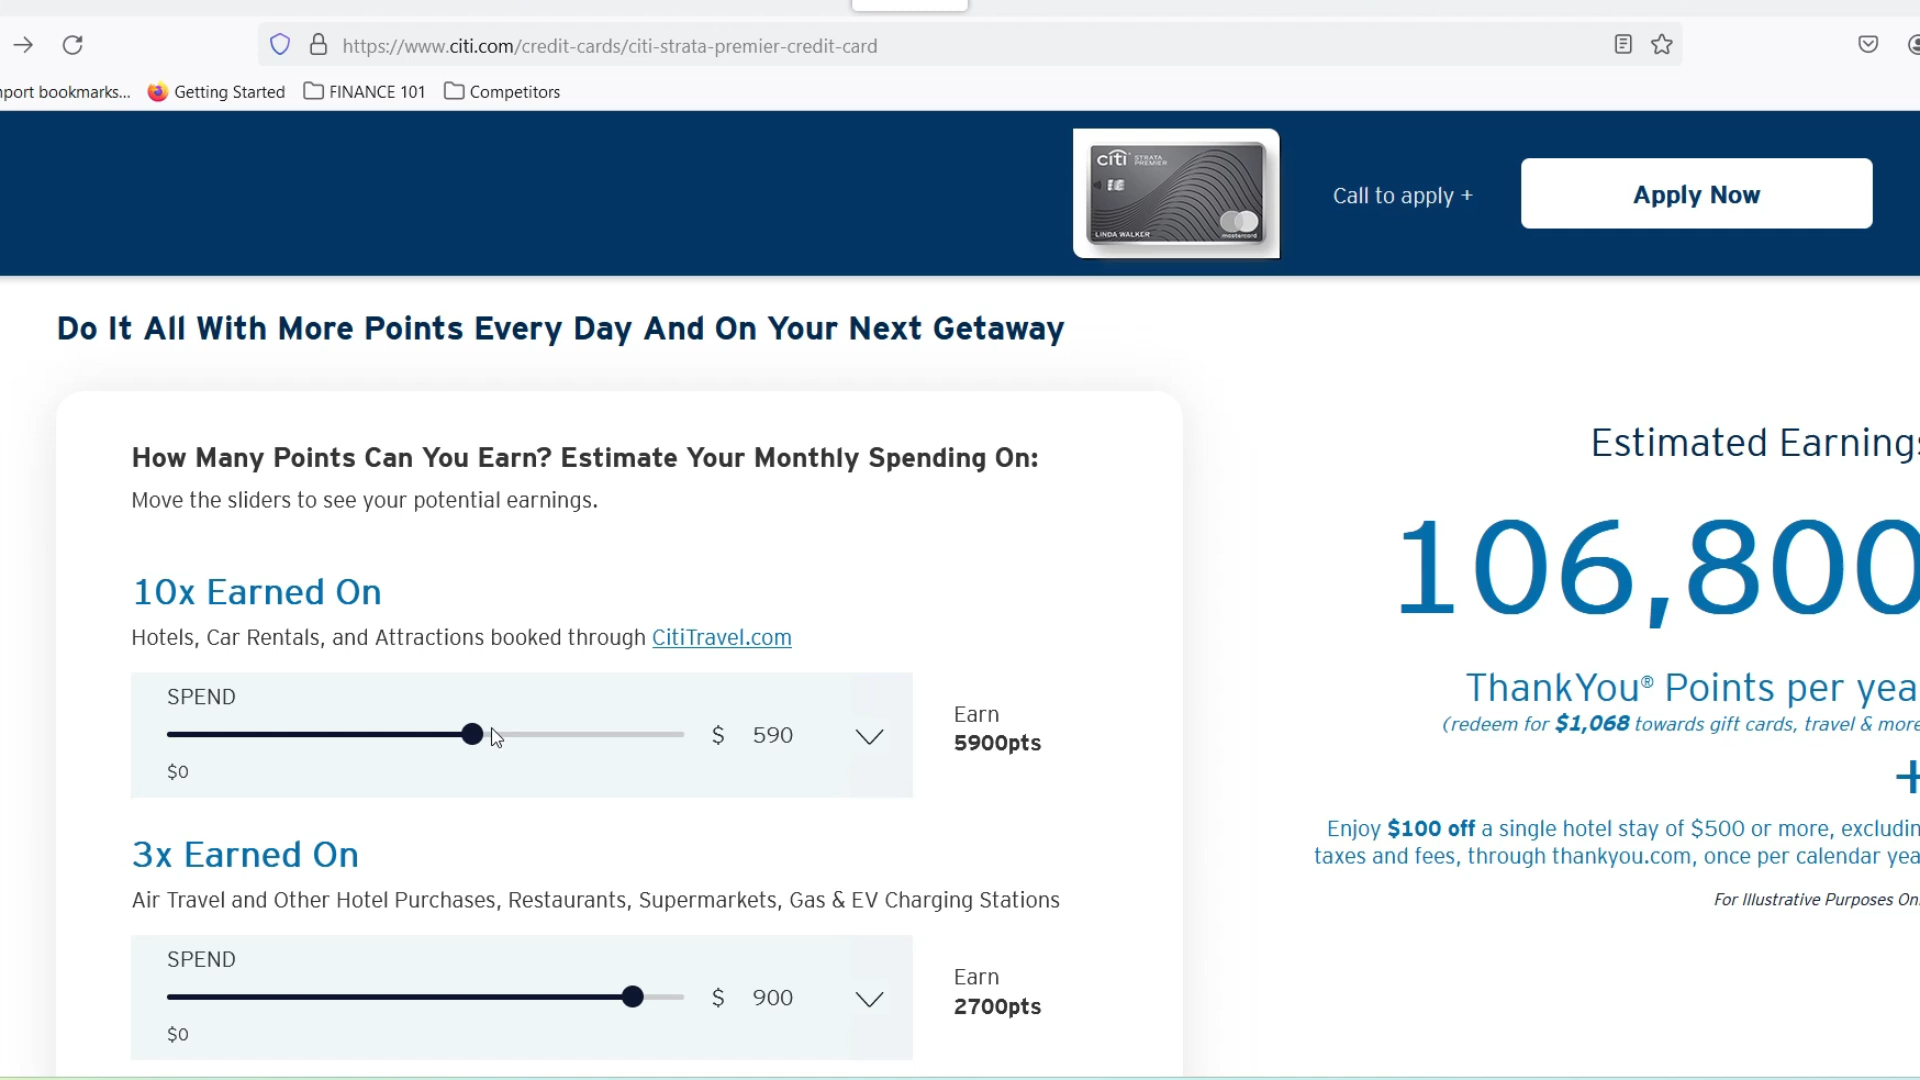 https://www.citi.com/credit-cards/citi-strata-premier-credit-card
port bookmarks...
Getting Started
FINANCE 101
Competitors
citi STRATA PREMIER
LINDA WALKER
mastercard
Call to apply +
Apply Now
Do It All With More Points Every Day And On Your Next Getaway
How Many Points Can You Earn? Estimate Your Monthly Spending On:
Move the sliders to see your potential earnings.
10x Earned On
Hotels, Car Rentals, and Attractions booked through CitiTravel.com
SPEND
$ 590
$0
Earn
5900pts
3x Earned On
Air Travel and Other Hotel Purchases, Restaurants, Supermarkets, Gas & EV Charging Stations
SPEND
$ 900
$0
Earn
2700pts
Estimated Earnings
106,800
ThankYou® Points per yea
(redeem for $1,068 towards gift cards, travel & more
+
Enjoy $100 off a single hotel stay of $500 or more, excludin
taxes and fees, through thankyou.com, once per calendar yea
For Illustrative Purposes On